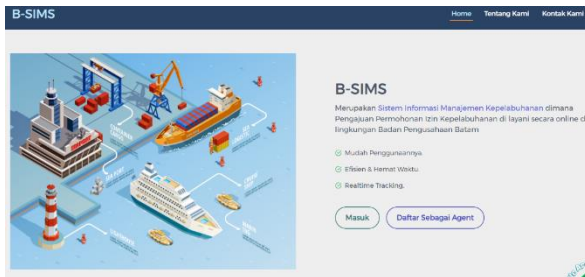 B-SIMS
Home Tentang Kami Kontak Kami
B-SIMS
Merupakan Sistem Informasi Manajemen Kepelabuhanan dimana
Pengajuan Permohonan Izin Kepelabuhanan di layani secara online d
lingkungan Badan Pengusahaan Batam
Mudah Penggunaannya.
Efisien & Hemat Waktu
Realtime Tracking.
Masuk
Daftar Sebagai Agent